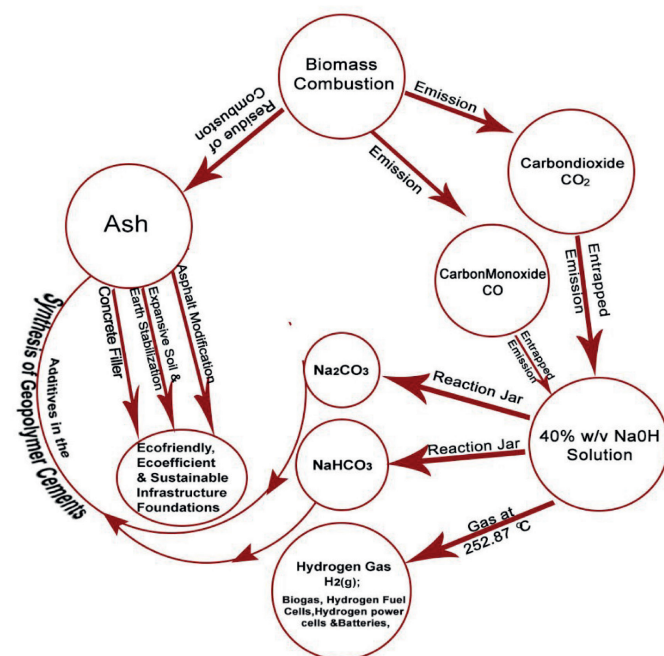 Biomass
Combustion
Residue of
Combuston
Emission
Emission
Carbondioxide
CO₂
Ash
CarbonMonoxide
CO
Entrapped
Emission
Entrapped
Emission
Concrete Filler
Expansive Soil &
Earth Stabilization
Asphalt Modification
Synthesis of Geopolymer Cements
Additives in the
Na₂CO₃
Reaction Jar
40% w/v Na0H
Solution
Ecofriendly,
Ecoefficient
& Sustainable
Infrastructure
Foundations
NaHCO₃
Reaction Jar
Gas at
252.87 °C
Hydrogen Gas
H2(g);
Biogas, Hydrogen Fuel
Cells,Hydrogen power
cells &Batteries,